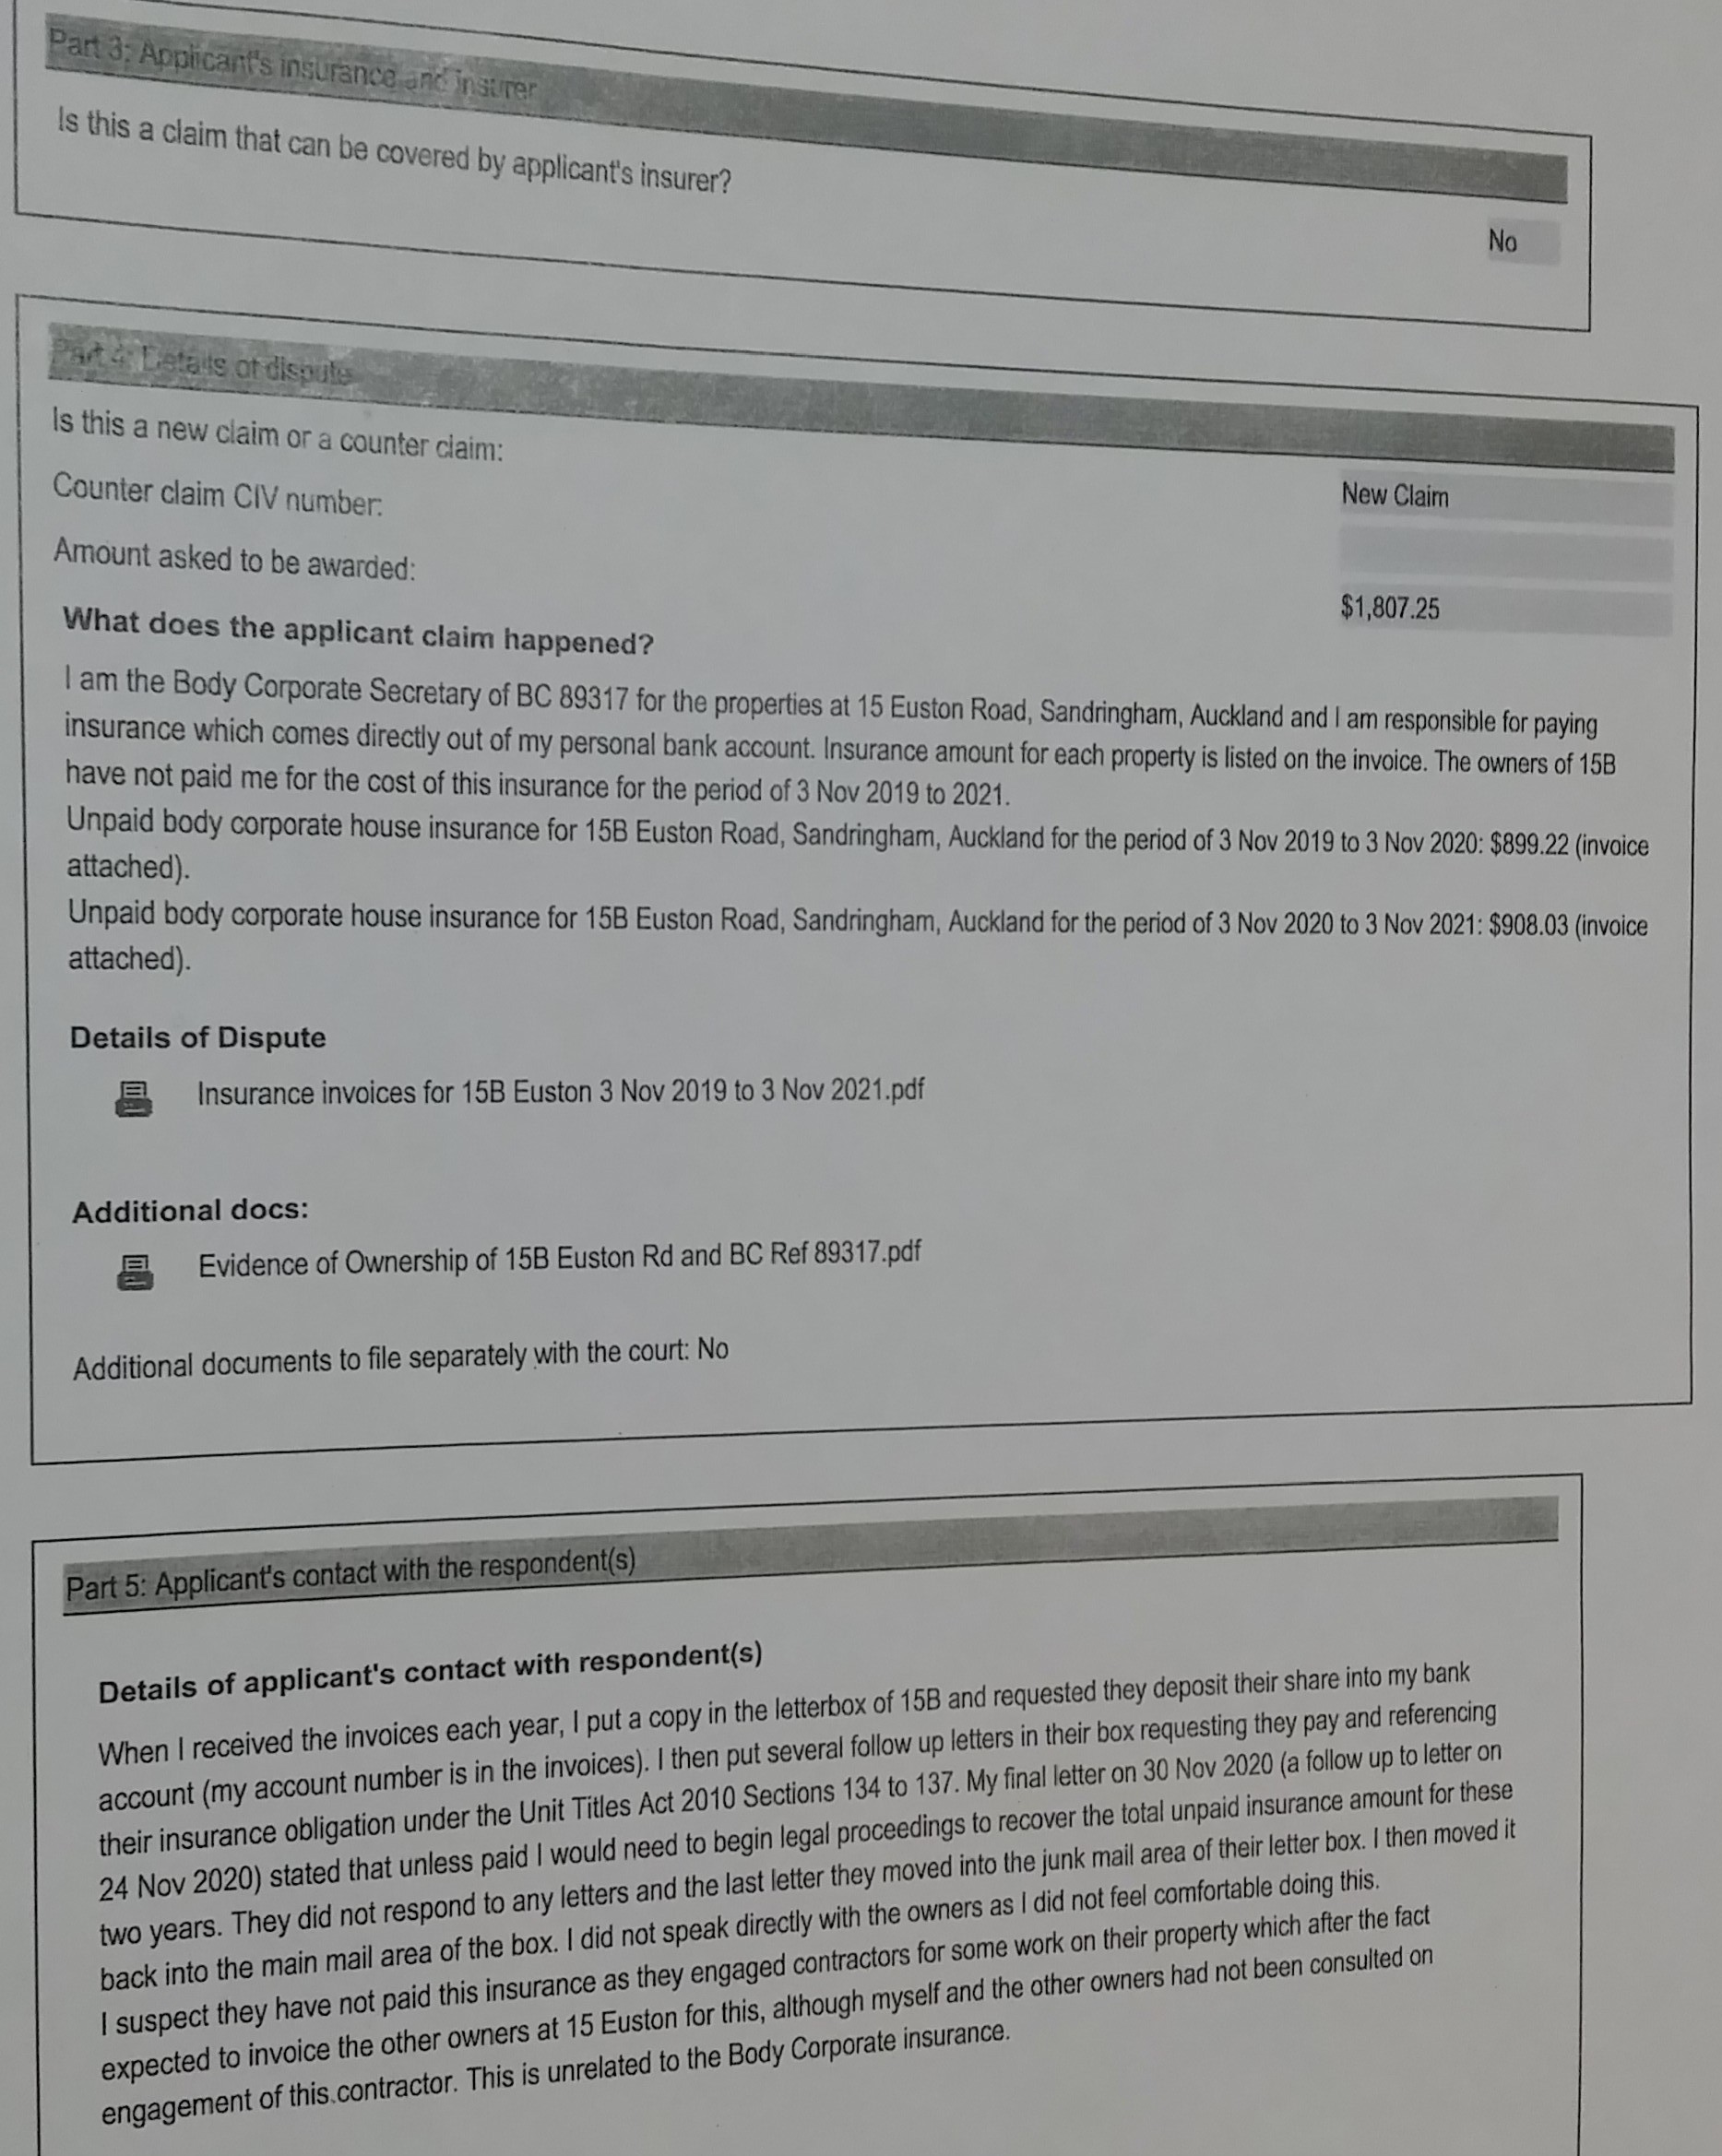 Part 3: Applicant's insurance and insurer
Is this a claim that can be covered by applicant's insurer?
No
Part 4: Details of dispute
Is this a new claim or a counter claim:
New Claim
Counter claim CIV number:
Amount asked to be awarded:
$1,807.25
What does the applicant claim happened?
I am the Body Corporate Secretary of BC 89317 for the properties at 15 Euston Road, Sandringham, Auckland and I am responsible for paying
insurance which comes directly out of my personal bank account. Insurance amount for each property is listed on the invoice. The owners of 15B
have not paid me for the cost of this insurance for the period of 3 Nov 2019 to 2021.
Unpaid body corporate house insurance for 15B Euston Road, Sandringham, Auckland for the period of 3 Nov 2019 to 3 Nov 2020: $899.22 (invoice
attached).
Unpaid body corporate house insurance for 15B Euston Road, Sandringham, Auckland for the period of 3 Nov 2020 to 3 Nov 2021: $908.03 (invoice
attached).
Details of Dispute
Insurance invoices for 15B Euston 3 Nov 2019 to 3 Nov 2021.pdf
Additional docs:
Evidence of Ownership of 15B Euston Rd and BC Ref 89317.pdf
Additional documents to file separately with the court: No
Part 5: Applicant's contact with the respondent(s)
Details of applicant's contact with respondent(s)
When I received the invoices each year, I put a copy in the letterbox of 15B and requested they deposit their share into my bank
account (my account number is in the invoices). I then put several follow up letters in their box requesting they pay and referencing
their insurance obligation under the Unit Titles Act 2010 Sections 134 to 137. My final letter on 30 Nov 2020 (a follow up to letter on
24 Nov 2020) stated that unless paid I would need to begin legal proceedings to recover the total unpaid insurance amount for these
two years. They did not respond to any letters and the last letter they moved into the junk mail area of their letter box. I then moved it
back into the main mail area of the box. I did not speak directly with the owners as I did not feel comfortable doing this.
I suspect they have not paid this insurance as they engaged contractors for some work on their property which after the fact
expected to invoice the other owners at 15 Euston for this, although myself and the other owners had not been consulted on
engagement of this contractor. This is unrelated to the Body Corporate insurance.